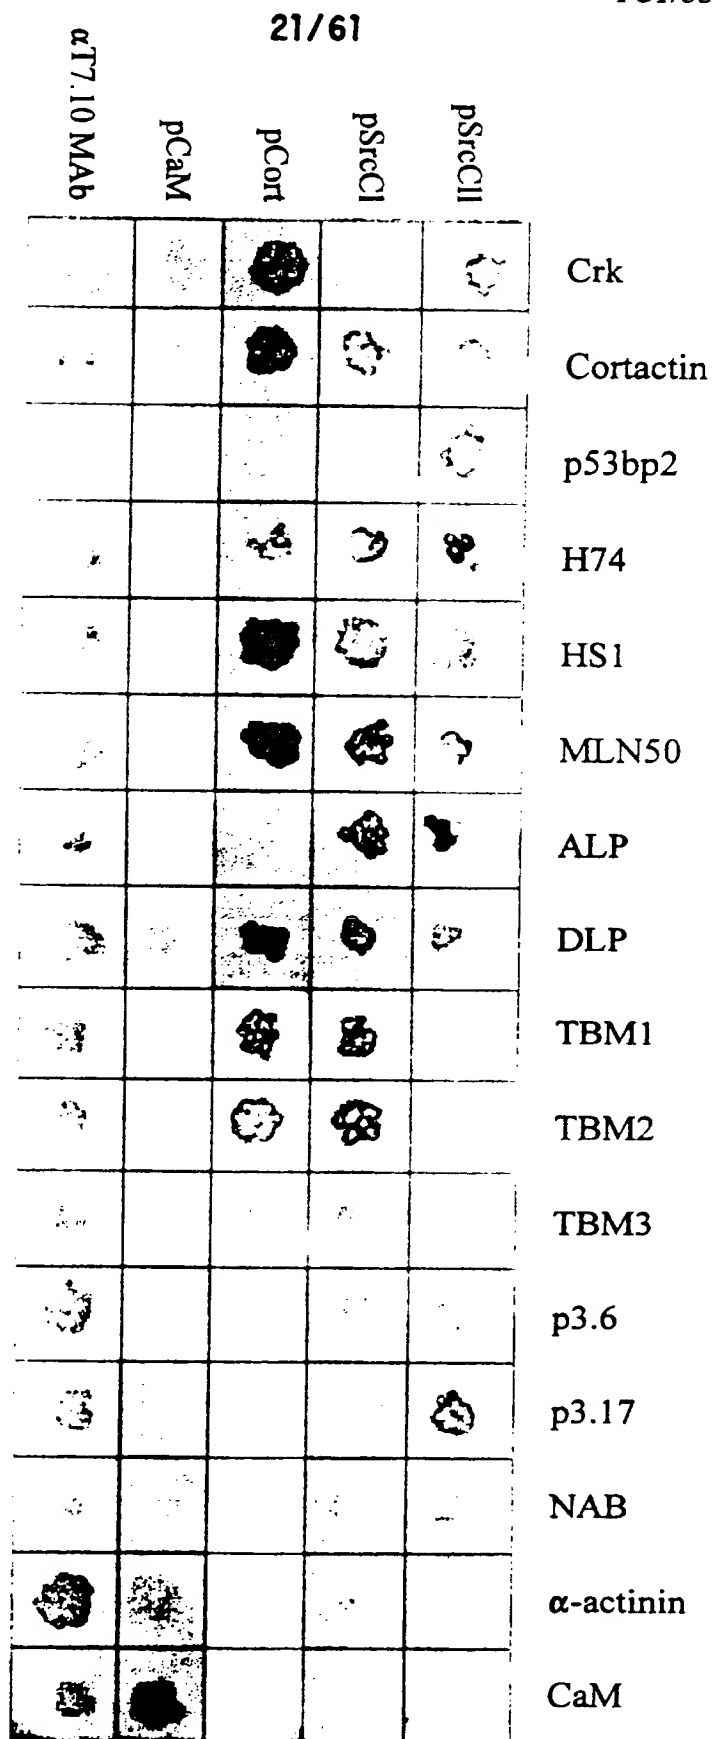 21/61
αT7.10 MAb
pCaM
pCort
pSrcCI
pSrcCII
Crk
Cortactin
p53bp2
H74
HS1
MLN50
ALP
DLP
TBM1
TBM2
TBM3
p3.6
p3.17
NAB
α-actinin
CaM